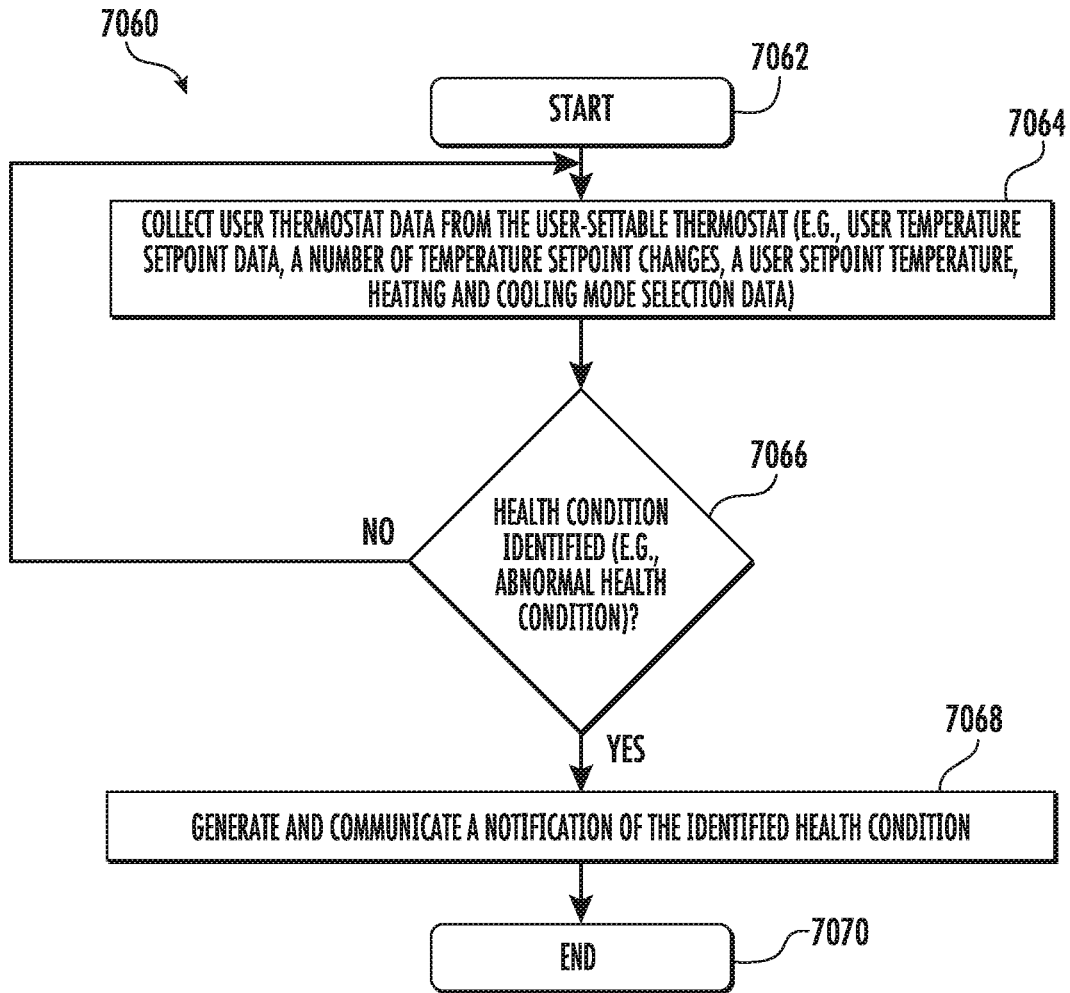 7060
7062
START
7064
COLLECT USER THERMOSTAT DATA FROM THE USER-SETTABLE THERMOSTAT (E.G., USER TEMPERATURE
SETPOINT DATA, A NUMBER OF TEMPERATURE SETPOINT CHANGES, A USER SETPOINT TEMPERATURE,
HEATING AND COOLING MODE SELECTION DATA)
7066
HEALTH CONDITION
IDENTIFIED (E.G.,
ABNORMAL HEALTH
CONDITION)?
NO
YES
7068
GENERATE AND COMMUNICATE A NOTIFICATION OF THE IDENTIFIED HEALTH CONDITION
END
7070